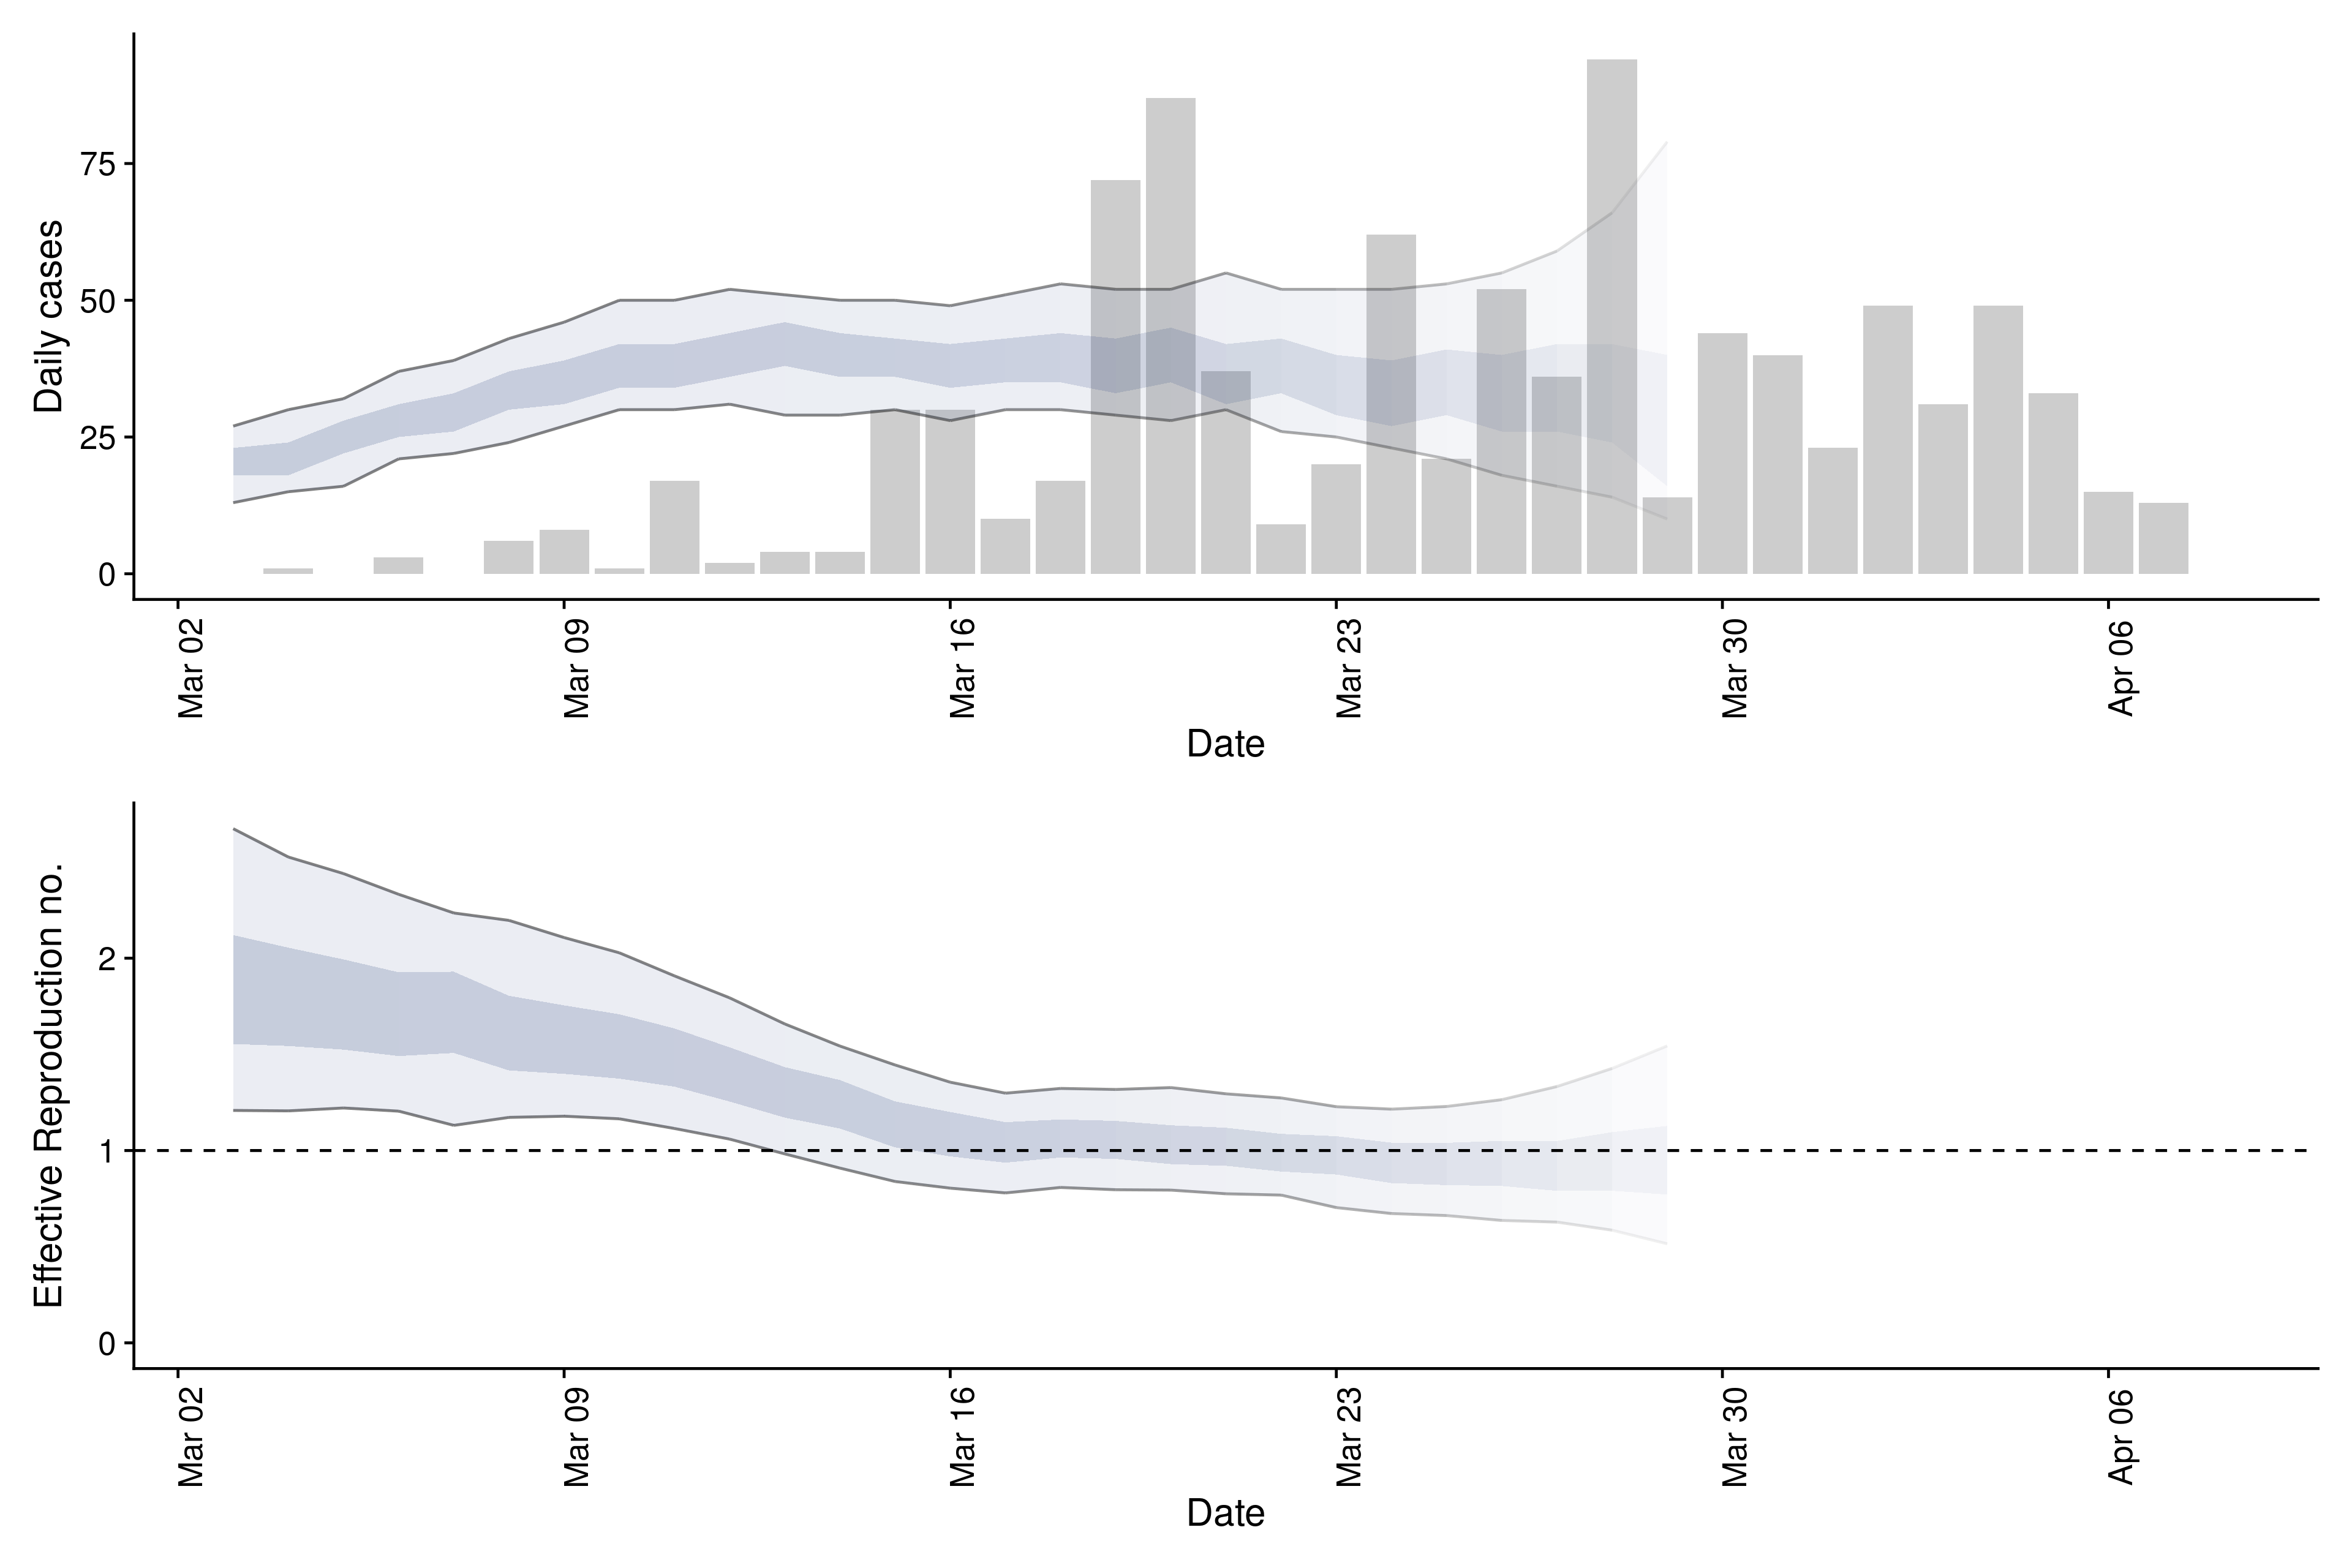 Daily cases
75
50
25
0
Mar 02
Mar 09
Mar 16
Mar 23
Mar 30
Apr 06
Date
Effective Reproduction no.
2
1
0
Mar 02
Mar 09
Mar 16
Mar 23
Mar 30
Apr 06
Date